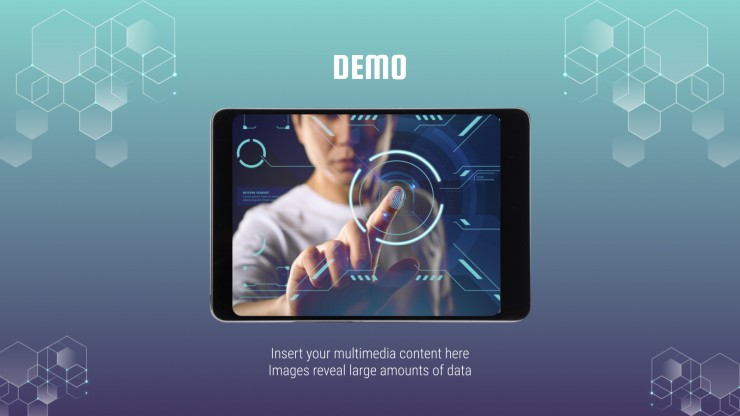 DEMO
Insert your multimedia content here
Images reveal large amounts of data